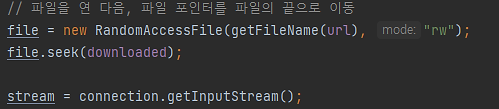 // 파일을 연 다음, 파일 포인터를 파일의 끝으로 이동
file = new RandomAccessFile(getFileName(url), mode: "rw");
file.seek(downloaded);
stream = connection.getInputStream();